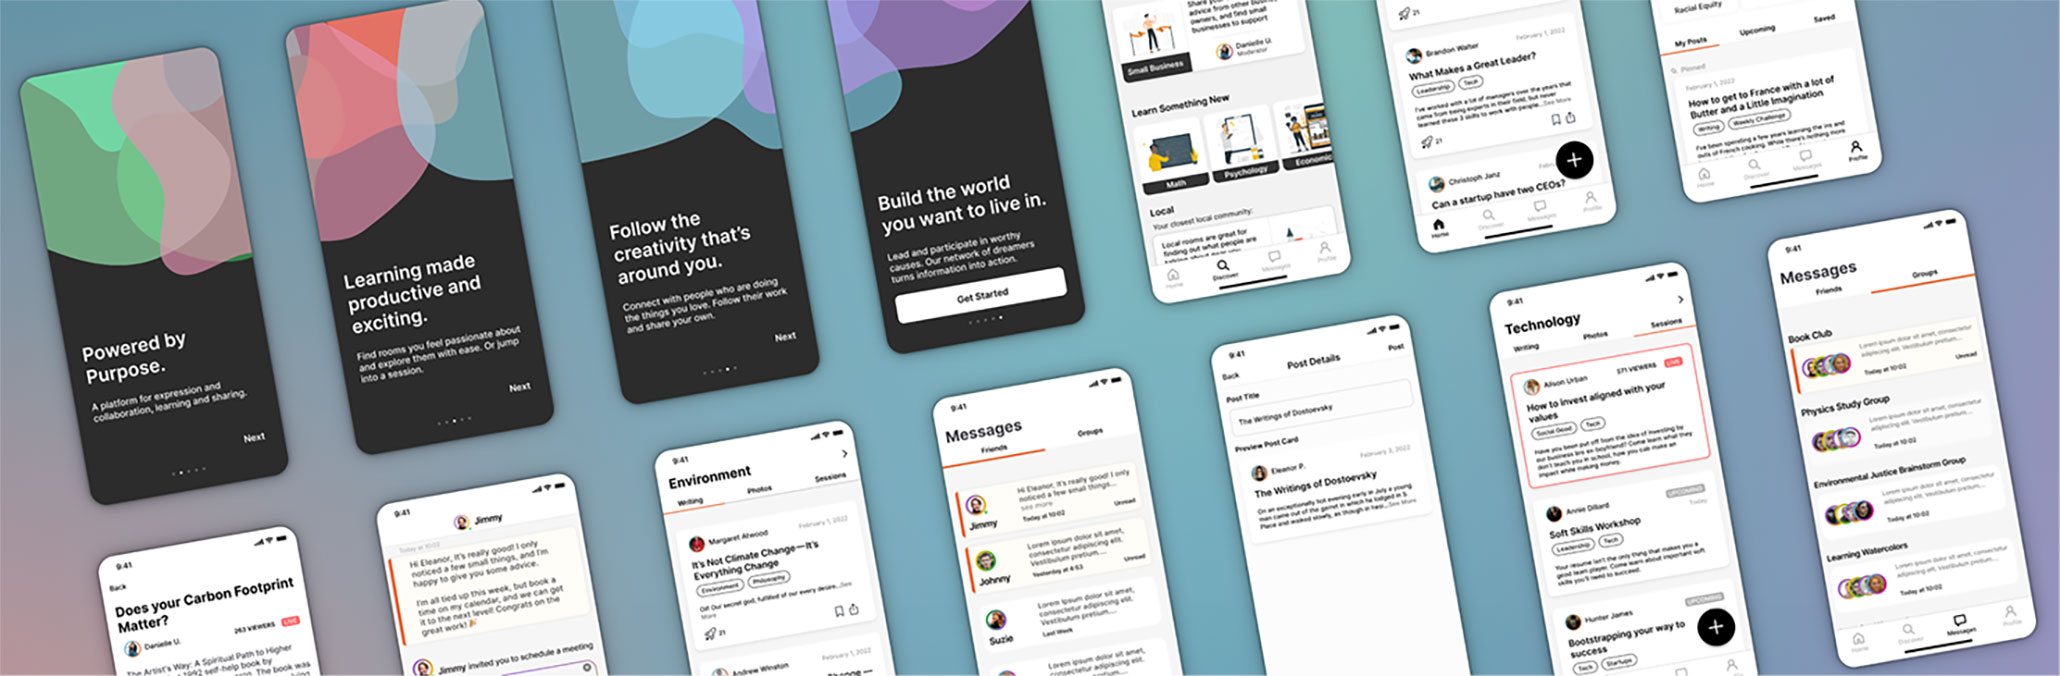 Powered by
Purpose.
A platform for expression and
collaboration, learning and sharing.
Next
Learning made
productive and
exciting.
Find rooms you feel passionate about
and explore them with ease. Or jump
into a session.
Next
Follow the
creativity that's
around you.
Connect with people who are doing
the things you love. Follow their work
and share your own.
Next
Build the world
you want to live in.
Lead and participate in worthy
causes. Our network of dreamers
turns information into action.
Get Started
advice from other
owners, and find small
businesses to support
Danielle U.
Moderator
Small Business
Learn Something New
Math
Psychology
Economic
Local
Your closest local community:
Local rooms are great for
finding out what people are
Home
Discover
Messages
Profile
21
Brandon Walter
February 1, 2022
What Makes a Great Leader?
Leadership
Tech
I've worked with a lot of managers over the years that
came from being experts in their field, but never
learned these 3 skills to work with people...See More
21
Christoph Janz
Can a startup have two CEOs?
Home
Discover
Messages
Profile
Racial Equity
My Posts
Upcoming
Saved
Pinned
February 1, 2022
How to get to France with a lot of
Butter and a Little Imagination
Writing
Weekly Challenge
I've been spending a few years learning the ins and
outs of French cooking. While there's nothing more
Home
Discover
Messages
Profile
9:41
Back
Does your Carbon Footprint
Matter?
Danielle U.
263 VIEWERS
LIVE
The Artist's Way: A Spiritual Path to Higher
1992 self-help book by
The book was
9:41
Jimmy
Today at 10:02
Hi Eleanor, It's really good! I only
noticed a few small things, and I'm
happy to give you some advice.
I'm all tied up this week, but book a
time on my calendar, and we can get
it to the next level! Congrats on the
great work! 🎉
Jimmy invited you to schedule a meeting
9:41
Environment
Writing
Photos
Sessions
Margaret Atwood
February 1, 2022
It's Not Climate Change — It's
Everything Change
Environment
Philosophy
Oil! Our secret god, fulfilled of our every desire...See
More
21
Andrew Winston
February 1, 2022
Change —
9:41
Messages
Friends
Groups
Hi Eleanor, It's really good! I only
noticed a few small things...
see more
Jimmy
Today at 10:02
Unread
Lorem ipsum dolor sit amet,
consectetur adipiscing elit.
Vestibulum pretium....
Johnny
Yesterday at 4:53
Unread
Lorem ipsum dolor sit amet,
consectetur adipiscing elit.
Vestibulum pretium....
Suzie
Last Week
Lorem ipsum dolor sit amet,
consectetur adipiscing elit.
9:41
Back
Post Details
Post
Post Title
The Writings of Dostoevsky
Preview Post Card
Eleanor P.
February 3, 2022
The Writings of Dostoevsky
On an exceptionally hot evening early in July a young
man came out of the garret in which he lodged in S.
Place and walked slowly, as though in hesi...See More
9:41
Technology
Writing
Photos
Sessions
Alison Urban
571 VIEWERS
LIVE
How to invest aligned with your
values
Social Good
Tech
Have you been put off from the idea of investing by
our business bro ex-boyfriend? Come learn what they
don't teach you in school, how you can make an
impact while making money.
Annie Dillard
UPCOMING
Today
Soft Skills Workshop
Leadership
Tech
Your resume isn't the only thing that makes you a
good team player. Come learn about important soft
skills you'll need to succeed.
Hunter James
UPCOMING
Bootstrapping your way to
success
Tech
Startups
9:41
Messages
Friends
Groups
Book Club
Lorem ipsum dolor sit amet, consectetur
adipiscing elit. Vestibulum pretium....
Today at 10:02
Unread
Physics Study Group
Lorem ipsum dolor sit amet, consectetur
adipiscing elit. Vestibulum pretium....
Today at 10:02
Environmental Justice Brainstorm Group
Lorem ipsum dolor sit amet, consectetur
adipiscing elit. Vestibulum pretium....
Today at 10:02
Learning Watercolors
Lorem ipsum dolor sit amet, consectetur
adipiscing elit. Vestibulum pretium....
Today at 10:02
Home
Discover
Messages
Profile